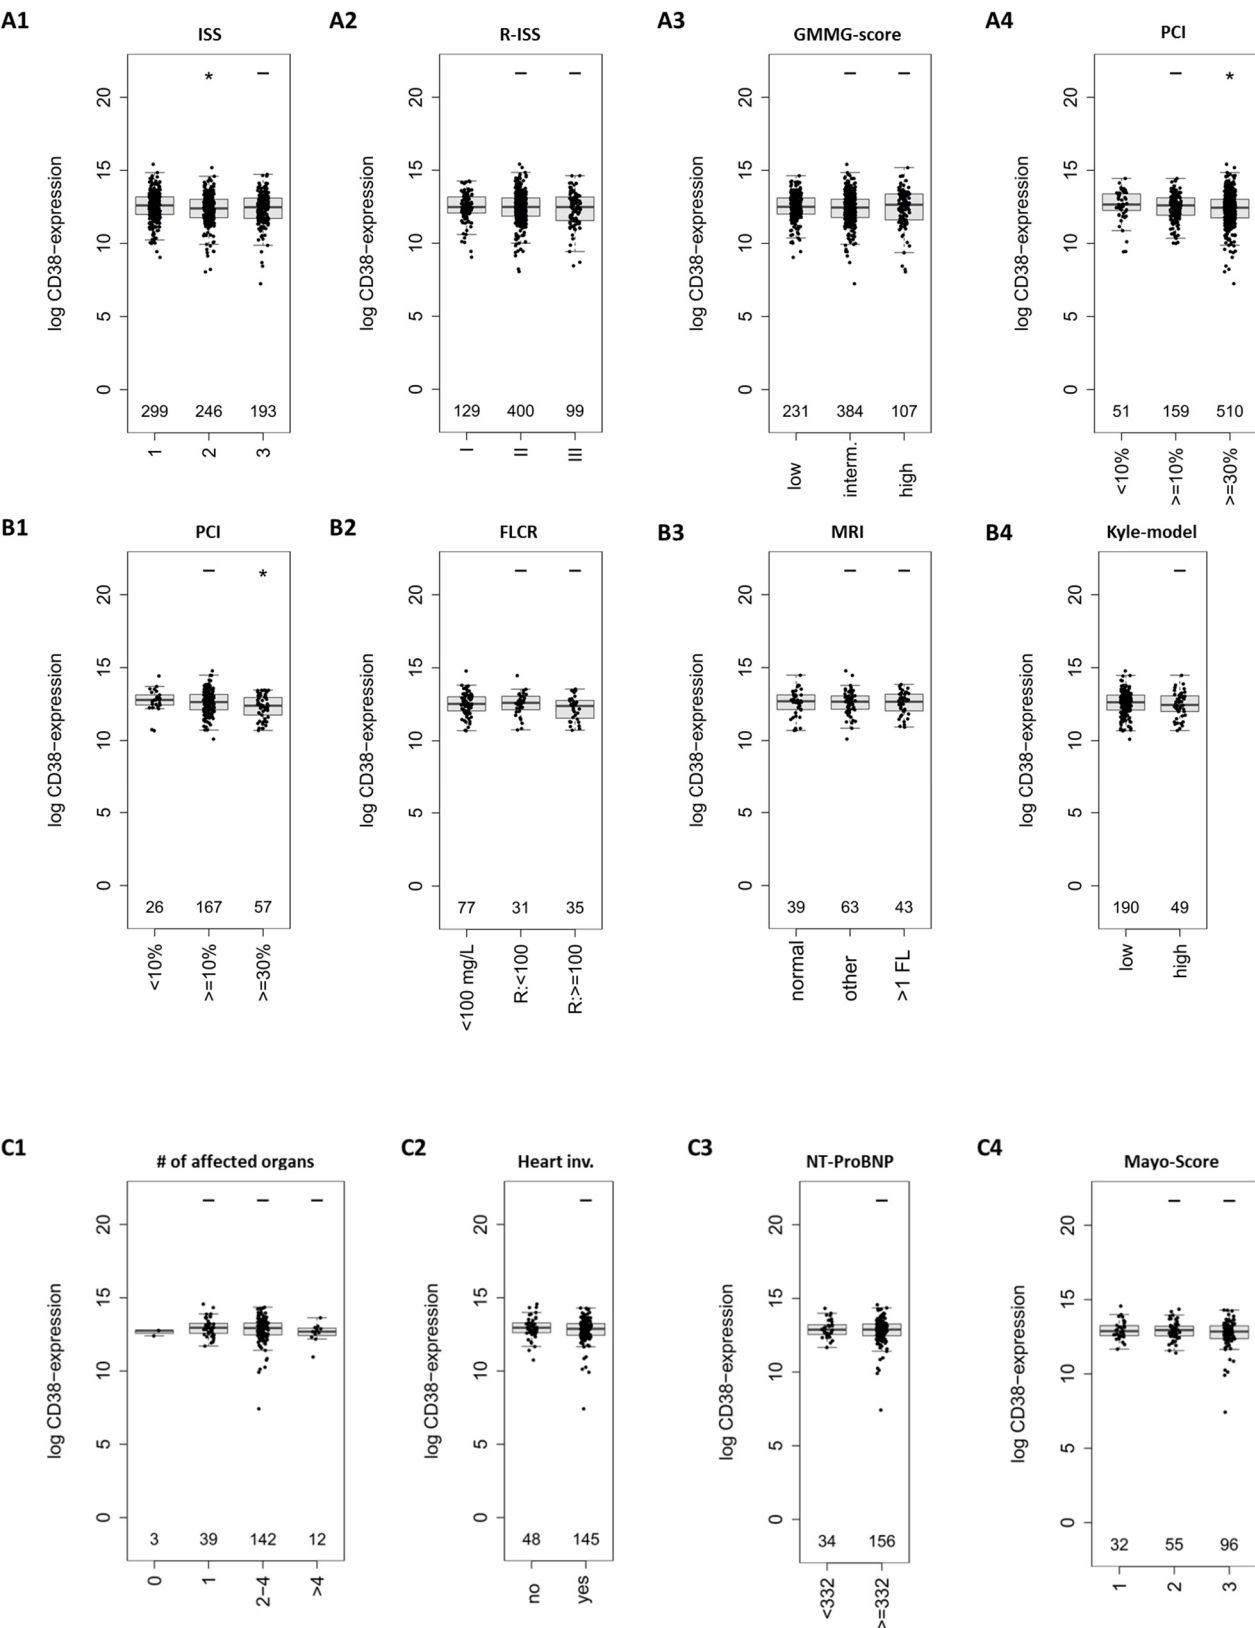 A1 A2 A3 A4
ISS R-ISS GMMG-score PCI
* – – – – – – *
20 20 20 20
15 15 15 15
log CD38−expression log CD38−expression log CD38−expression log CD38−expression
10 10 10 10
5 5 5 5
0 0 0 0
299 246 193 129 400 99 231 384 107 51 159 510
1 2 3 I II III low interm. high <10% >=10% >=30%
B1 B2 B3 B4
PCI FLCR MRI Kyle-model
– * – – – – –
20 20 20 20
15 15 15 15
log CD38−expression log CD38−expression log CD38−expression log CD38−expression
10 10 10 10
5 5 5 5
0 0 0 0
26 167 57 77 31 35 39 63 43 190 49
<10% >=10% >=30% <100 mg/L R:<100 R:>=100 normal other >1 FL low high
C1 C2 C3 C4
# of affected organs Heart inv. NT-ProBNP Mayo-Score
– – – – – – –
20 20 20 20
15 15 15 15
log CD38−expression log CD38−expression log CD38−expression log CD38−expression
10 10 10 10
5 5 5 5
0 0 0 0
3 39 142 12 48 145 34 156 32 55 96
0 1 2−4 >4 no yes <332 >=332 1 2 3